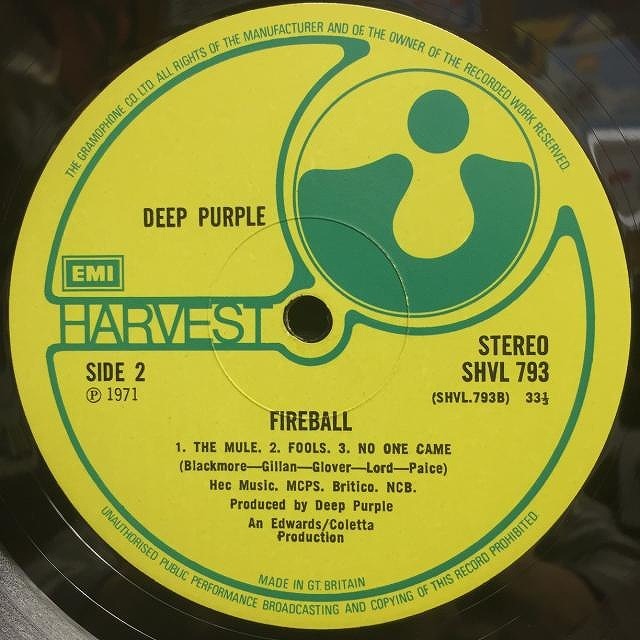 THE GRAMOPHONE CO. LTD. ALL RIGHTS OF THE MANUFACTURER AND OF THE OWNER OF THE RECORDED WORK RESERVED
DEEP PURPLE
EMI
HARVEST
SIDE 2
Ⓟ 1971
STEREO
SHVL 793
(SHVL.793B) 33⅓
FIREBALL
1. THE MULE. 2. FOOLS. 3. NO ONE CAME
(Blackmore—Gillan—Glover—Lord—Paice)
Hec Music. MCPS. Britico. NCB.
Produced by Deep Purple
An Edwards/Coletta
Production
MADE IN GT. BRITAIN
UNAUTHORISED PUBLIC PERFORMANCE BROADCASTING AND COPYING OF THIS RECORD PROHIBITED